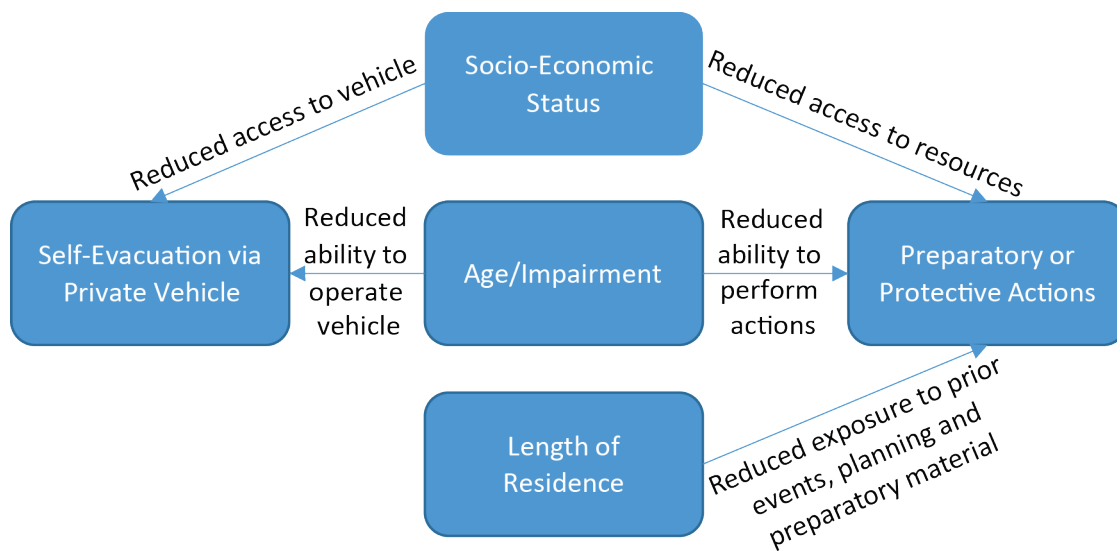 Socio-Economic
Status
Reduced access to vehicle
Reduced access to resources
Self-Evacuation via
Private Vehicle
Reduced
ability to
operate
vehicle
Age/Impairment
Reduced
ability to
perform
actions
Preparatory or
Protective Actions
Length of
Residence
Reduced exposure to prior
events, planning and
preparatory material